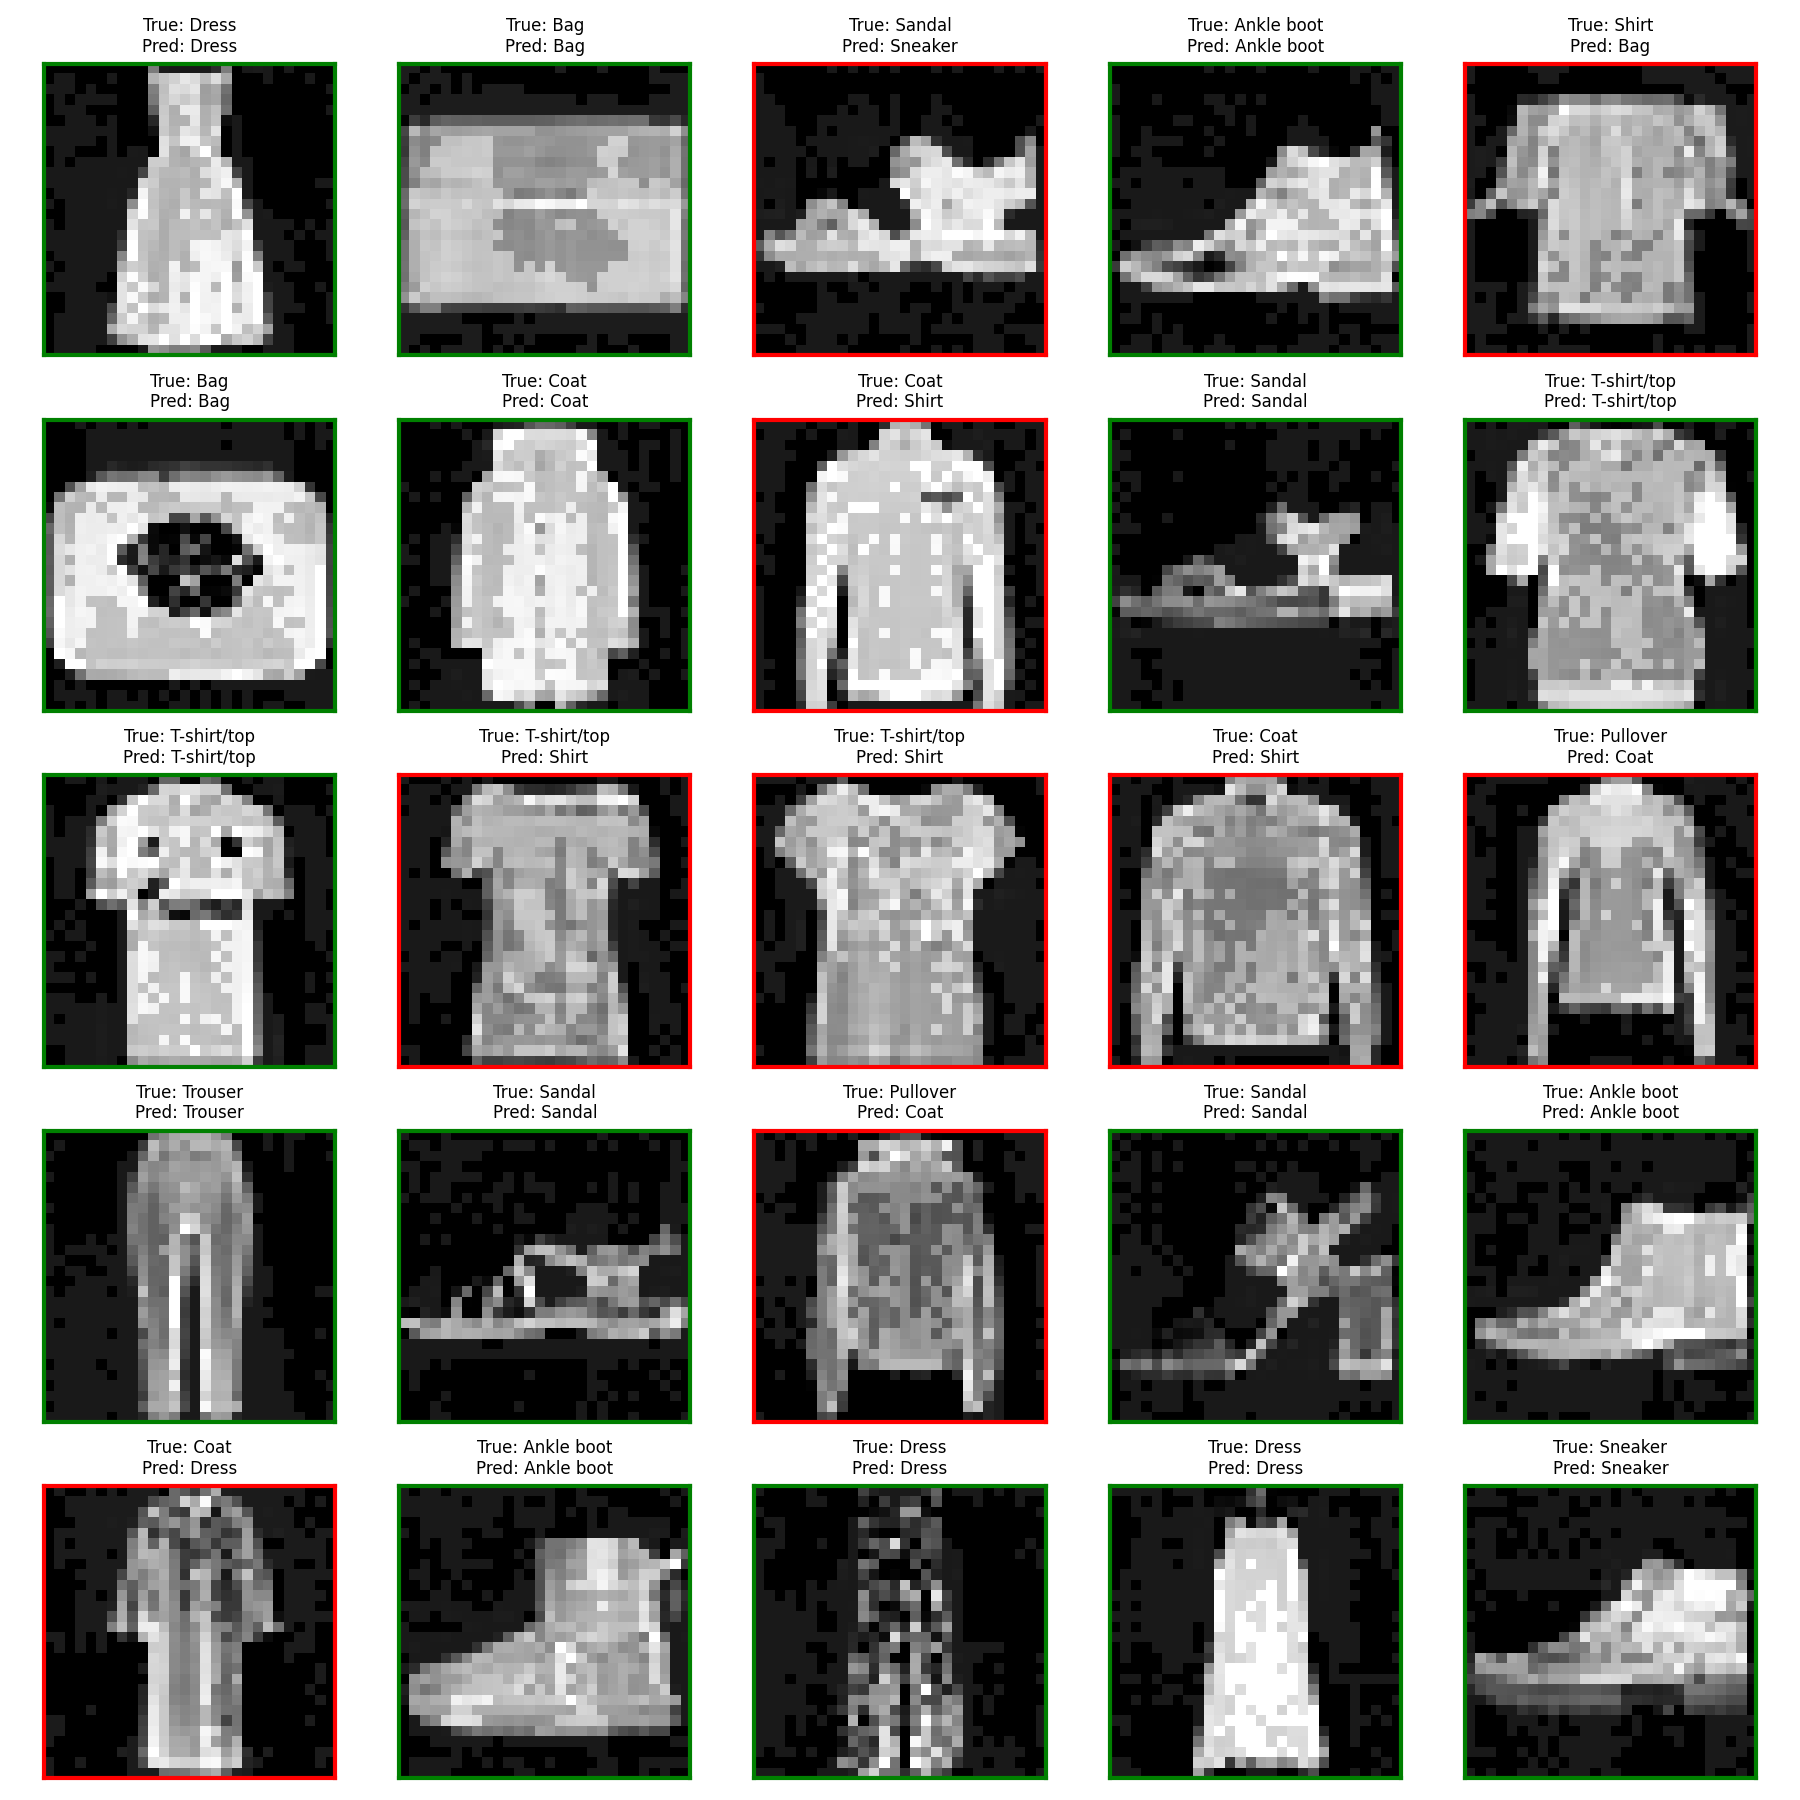 True: Dress
Pred: Dress
True: Bag
Pred: Bag
True: Sandal
Pred: Sneaker
True: Ankle boot
Pred: Ankle boot
True: Shirt
Pred: Bag
True: Bag
Pred: Bag
True: Coat
Pred: Coat
True: Coat
Pred: Shirt
True: Sandal
Pred: Sandal
True: T-shirt/top
Pred: T-shirt/top
True: T-shirt/top
Pred: T-shirt/top
True: T-shirt/top
Pred: Shirt
True: T-shirt/top
Pred: Shirt
True: Coat
Pred: Shirt
True: Pullover
Pred: Coat
True: Trouser
Pred: Trouser
True: Sandal
Pred: Sandal
True: Pullover
Pred: Coat
True: Sandal
Pred: Sandal
True: Ankle boot
Pred: Ankle boot
True: Coat
Pred: Dress
True: Ankle boot
Pred: Ankle boot
True: Dress
Pred: Dress
True: Dress
Pred: Dress
True: Sneaker
Pred: Sneaker